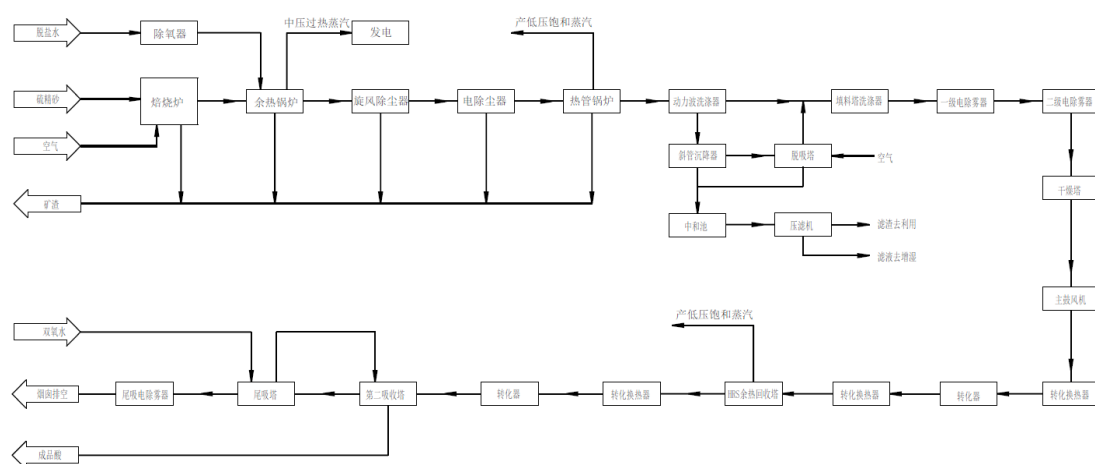 中压过热蒸汽
产低压饱和蒸汽
脱盐水
除氧器
发电
硫精砂
焙烧炉
余热锅炉
旋风除尘器
电除尘器
热管锅炉
动力波洗涤器
填料塔洗涤器
一级电除雾器
二级电除雾器
空气
斜管沉降器
脱吸塔
空气
矿渣
干燥塔
中和池
压滤机
滤渣去利用
滤液去增湿
主鼓风机
产低压饱和蒸汽
双氧水
烟囱排空
尾吸电除雾器
尾吸塔
第二吸收塔
转化器
转化换热器
HRS余热回收塔
转化换热器
转化器
转化换热器
成品酸